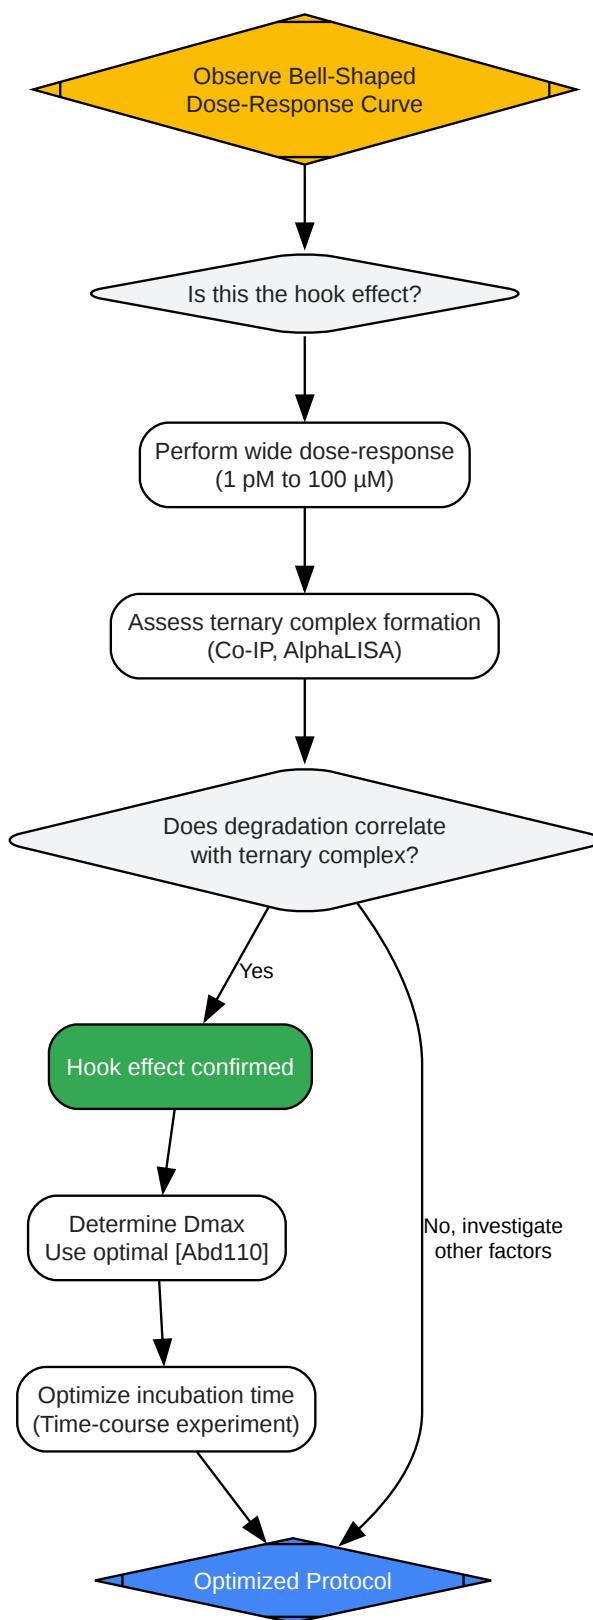 Observe Bell-Shaped
Dose-Response Curve
Is this the hook effect?
Perform wide dose-response
(1 pM to 100 µM)
Assess ternary complex formation
(Co-IP, AlphaLISA)
Does degradation correlate
with ternary complex?
Yes
Hook effect confirmed
Determine Dmax
Use optimal [Abd110]
No, investigate
other factors
Optimize incubation time
(Time-course experiment)
Optimized Protocol